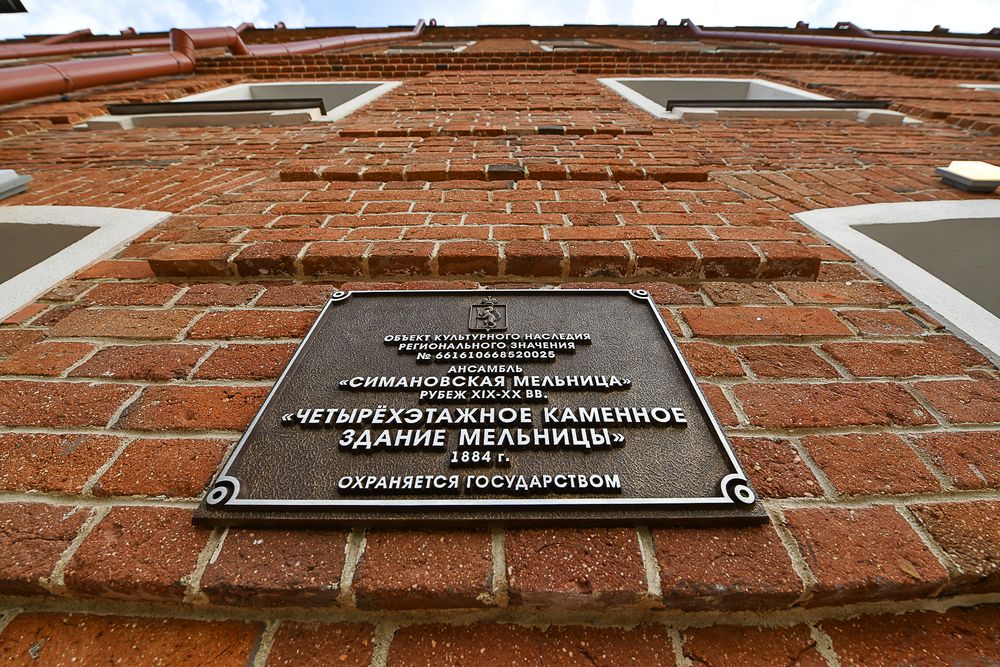 ОБЪЕКТ КУЛЬТУРНОГО НАСЛЕДИЯ
РЕГИОНАЛЬНОГО ЗНАЧЕНИЯ
№ 661610668520025
АНСАМБЛЬ
«СИМАНОВСКАЯ МЕЛЬНИЦА»
РУБЕЖ XIX-XX ВВ.
«ЧЕТЫРЁХЭТАЖНОЕ КАМЕННОЕ
ЗДАНИЕ МЕЛЬНИЦЫ»
1884 г.
ОХРАНЯЕТСЯ ГОСУДАРСТВОМ